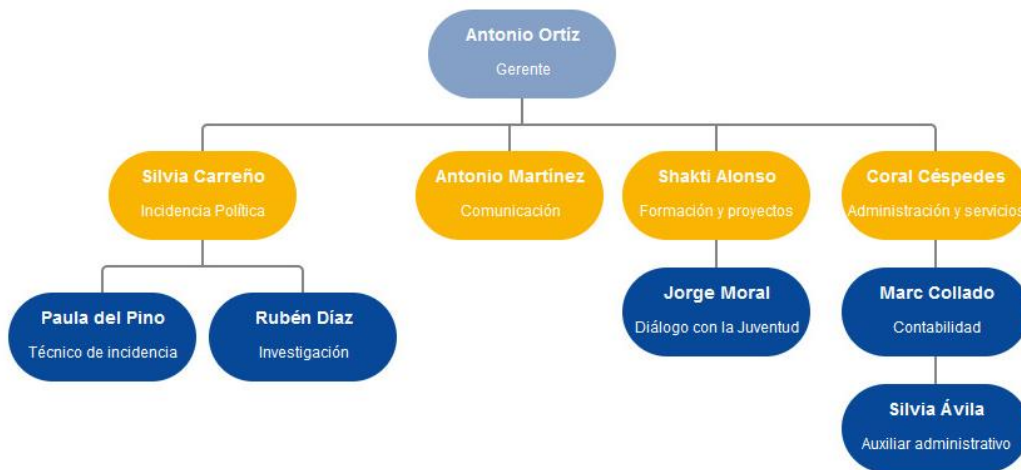 Antonio Ortíz
Gerente
Silvia Carreño
Incidencia Política
Antonio Martínez
Comunicación
Shakti Alonso
Formación y proyectos
Coral Céspedes
Administración y servicios
Paula del Pino
Técnico de incidencia
Rubén Díaz
Investigación
Jorge Moral
Diálogo con la Juventud
Marc Collado
Contabilidad
Silvia Ávila
Auxiliar administrativo